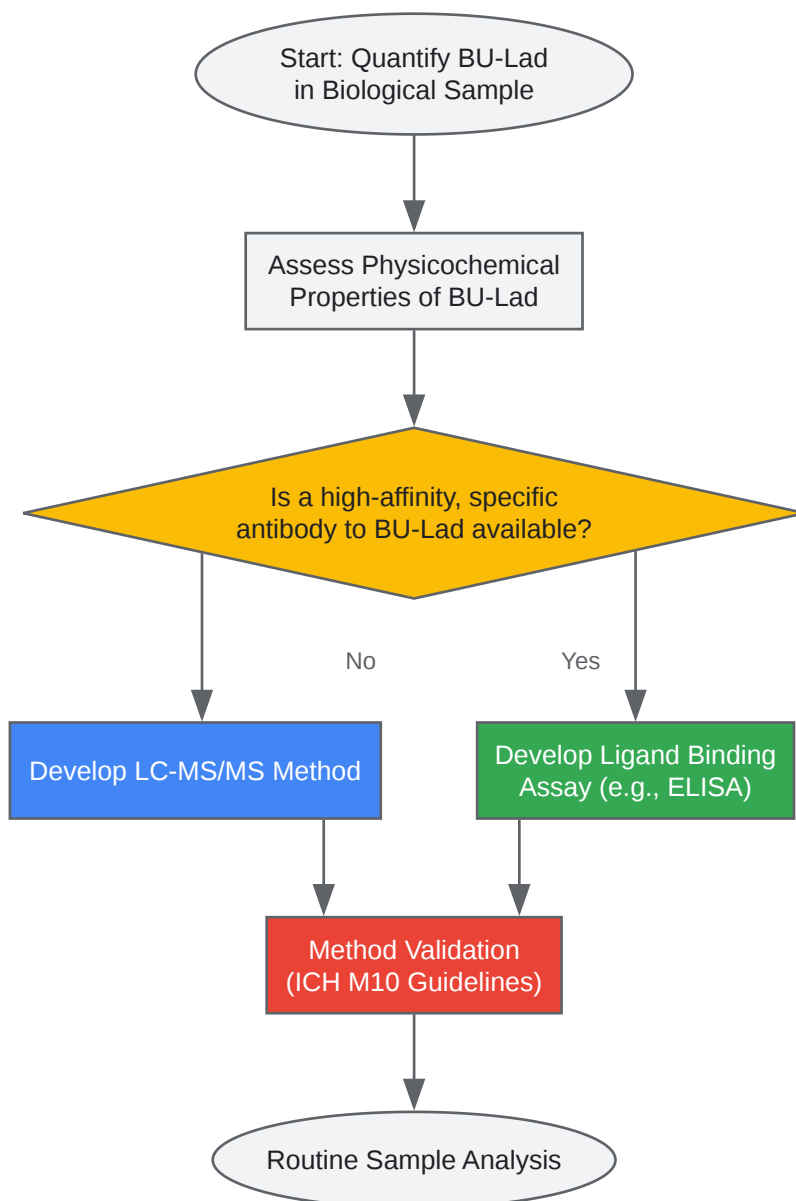 Start: Quantify BU-Lad
in Biological Sample
Assess Physicochemical
Properties of BU-Lad
Is a high-affinity, specific
antibody to BU-Lad available?
No
Yes
Develop LC-MS/MS Method
Develop Ligand Binding
Assay (e.g., ELISA)
Method Validation
(ICH M10 Guidelines)
Routine Sample Analysis